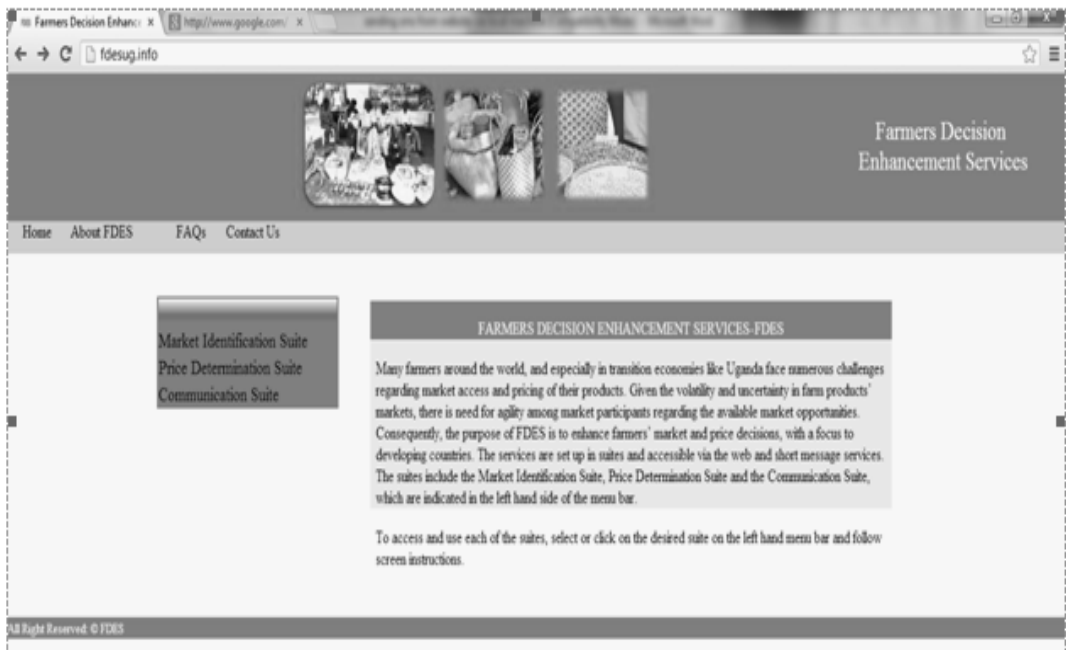 Farmers Decision Enhance
http://www.google.com/
fdesug.info
Farmers Decision
Enhancement Services
Home About FDES FAQs Contact Us
Market Identification Suite
Price Determination Suite
Communication Suite
FARMERS DECISION ENHANCEMENT SERVICES-FDES
Many farmers around the world, and especially in transition economies like Uganda face numerous challenges
regarding market access and pricing of their products. Given the volatility and uncertainty in farm products'
markets, there is need for agility among market participants regarding the available market opportunities.
Consequently, the purpose of FDES is to enhance farmers' market and price decisions, with a focus to
developing countries. The services are set up in suites and accessible via the web and short message services.
The suites include the Market Identification Suite, Price Determination Suite and the Communication Suite,
which are indicated in the left hand side of the menu bar.
To access and use each of the suites, select or click on the desired suite on the left hand menu bar and follow
screen instructions.
All Right Reserved: © FDES